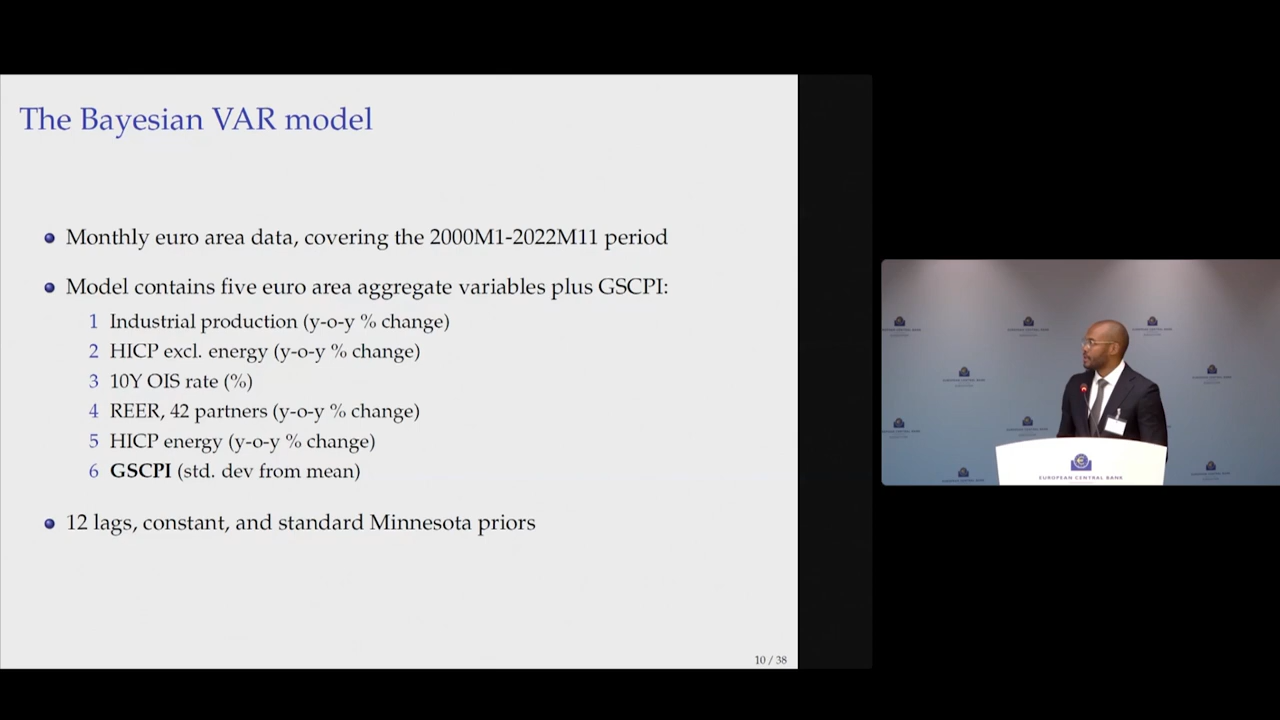 The Bayesian VAR model
Monthly euro area data, covering the 2000M1-2022M11 period
Model contains five euro area aggregate variables plus GSCPI:
1 Industrial production (y-o-y % change)
2 HICP excl. energy (y-o-y % change)
3 10Y OIS rate (%)
4 REER, 42 partners (y-o-y % change)
5 HICP energy (y-o-y % change)
6 GSCPI (std. dev from mean)
12 lags, constant, and standard Minnesota priors
10 / 38
EUROPEAN CENTRAL BANK